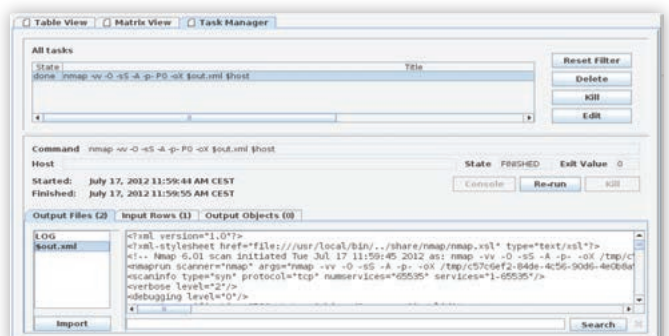 Table View Matrix View Task Manager
All tasks
State Title
done nmap -vv -O -sS -A -p- P0 -oX $out.xml $host
Reset Filter
Delete
Kill
Edit
Command nmap -vv -O -sS -A -p- P0 -oX $out.xml $host
Host State FINISHED Exit Value 0
Started: July 17, 2012 11:59:44 AM CEST
Finished: July 17, 2012 11:59:55 AM CEST
Console Re-run Kill
Output Files (2) Input Rows (1) Output Objects (0)
LOG
$out.xml
<?xml version="1.0"?>
<?xml-stylesheet href="file:///usr/local/bin/../share/nmap/nmap.xsl" type="text/xsl"?>
<!-- Nmap 6.01 scan initiated Tue Jul 17 11:59:45 2012 as: nmap -vv -O -sS -A -p- -oX /tmp/c
<nmaprun scanner="nmap" args="nmap -vv -O -sS -A -p- -oX /tmp/c57c6ef2-84de-4c56-90d6-4e0b8a
<scaninfo type="syn" protocol="tcp" numservices="65535" services="1-65535"/>
<verbose level="2"/>
<debugging level="0"/>
Import Search